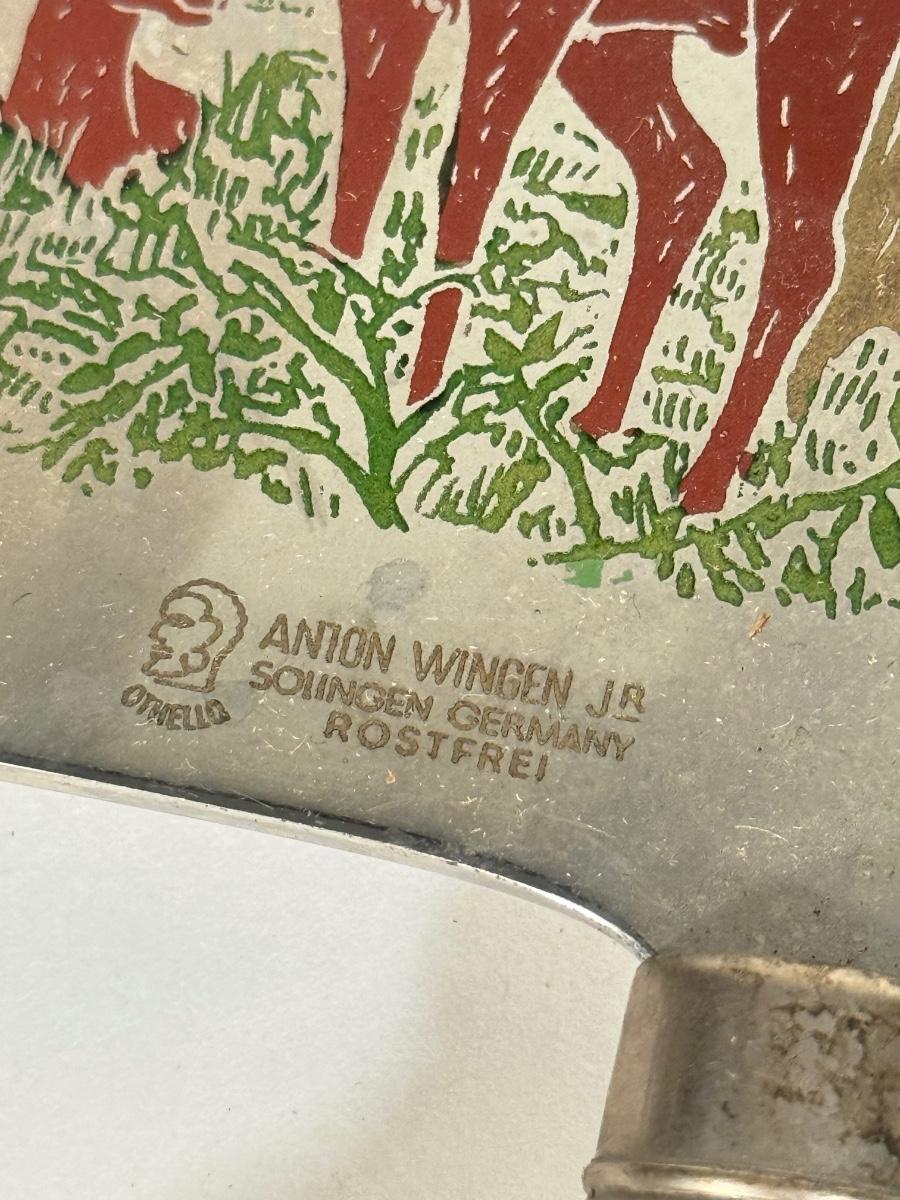 OTHELLO
ANTON WINGEN JR
SOLINGEN GERMANY
ROSTFREI